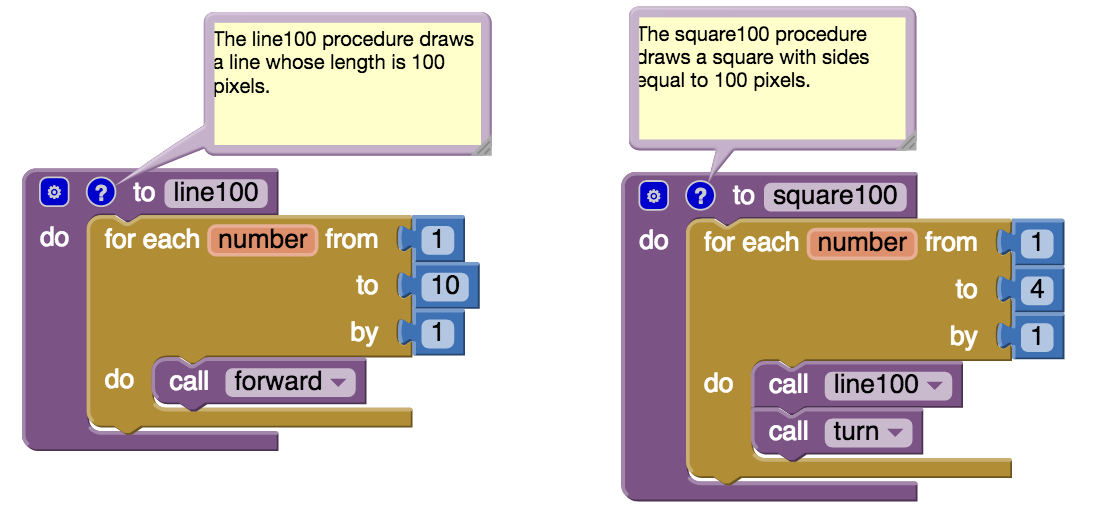 The line100 procedure draws
a line whose length is 100
pixels.
? to line100
do for each number from 1
to 10
by 1
do call forward
The square100 procedure
draws a square with sides
equal to 100 pixels.
? to square100
do for each number from 1
to 4
by 1
do call line100
call turn